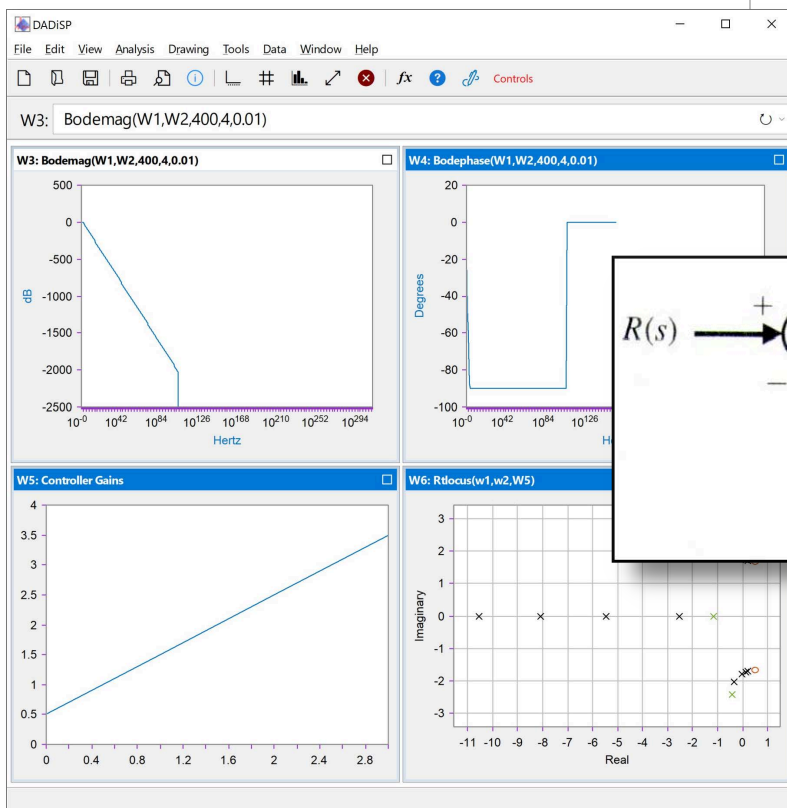 DADiSP
File Edit View Analysis Drawing Tools Data Window Help
fx ? Controls
W3: Bodemag(W1,W2,400,4,0.01)
W3: Bodemag(W1,W2,400,4,0.01)
500
0
-500
-1000
-1500
-2000
-2500
dB
10^-0 10^42 10^84 10^126 10^168 10^210 10^252 10^294
Hertz
W4: Bodephase(W1,W2,400,4,0.01)
20
0
-20
-40
-60
-80
-100
Degrees
10^-0 10^42 10^84 10^126
R(s)
+
−
W5: Controller Gains
4
3.5
3
2.5
2
1.5
1
0.5
0
0 0.4 0.8 1.2 1.6 2 2.4 2.8
W6: Rtlocus(w1,w2,W5)
3
2
1
0
-1
-2
-3
Imaginary
-11 -10 -9 -8 -7 -6 -5 -4 -3 -2 -1 0 1
Real